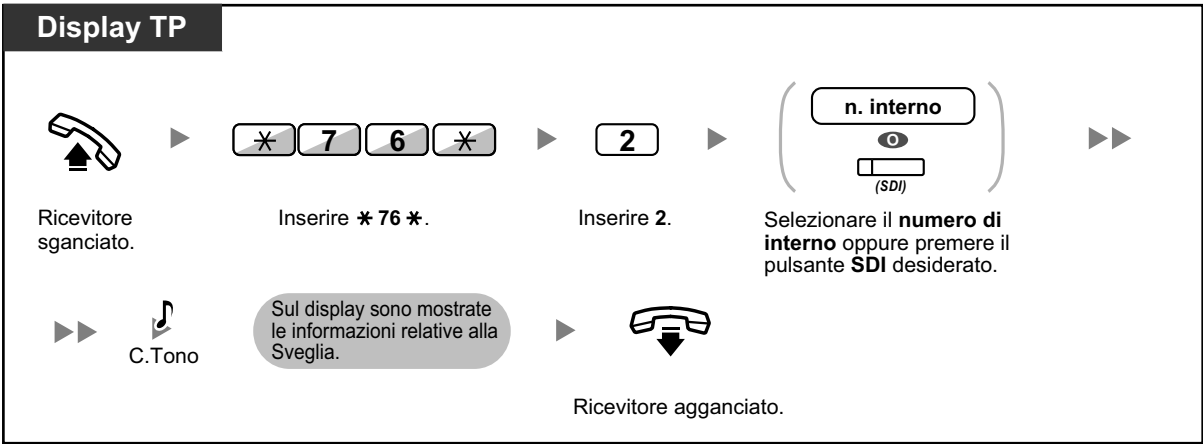 Display TP
n. interno
✱ 7 6 ✱
2
O
(SDI)
Ricevitore
sganciato.
Inserire ✱ 76 ✱.
Inserire 2.
Selezionare il numero di
interno oppure premere il
pulsante SDI desiderato.
C.Tono
Sul display sono mostrate
le informazioni relative alla
Sveglia.
Ricevitore agganciato.